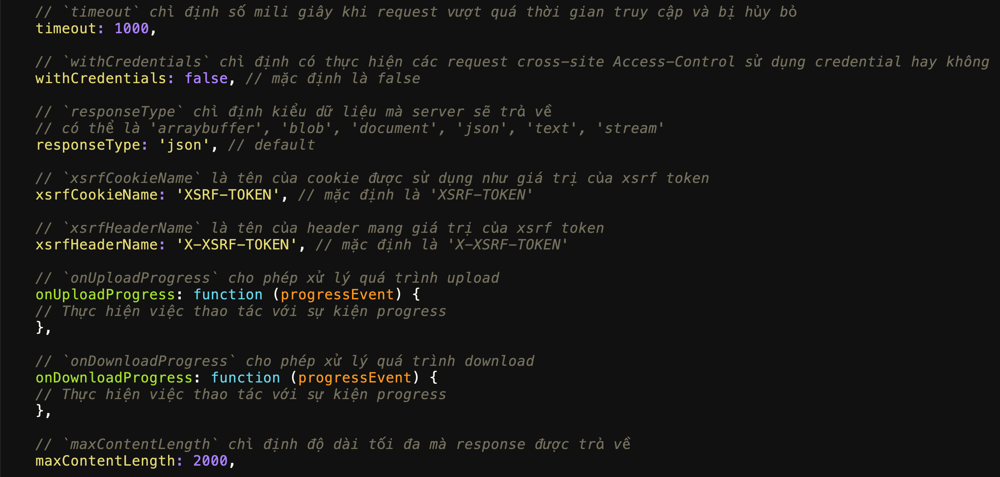 // `timeout` chỉ định số mili giây khi request vượt quá thời gian truy cập và bị hủy bỏ
timeout: 1000,
// `withCredentials` chỉ định có thực hiện các request cross-site Access-Control sử dụng credential hay không
withCredentials: false, // mặc định là false
// `responseType` chỉ định kiểu dữ liệu mà server sẽ trả về
// có thể là 'arraybuffer', 'blob', 'document', 'json', 'text', 'stream'
responseType: 'json', // default
// `xsrfCookieName` là tên của cookie được sử dụng như giá trị của xsrf token
xsrfCookieName: 'XSRF-TOKEN', // mặc định là 'XSRF-TOKEN'
// `xsrfHeaderName` là tên của header mang giá trị của xsrf token
xsrfHeaderName: 'X-XSRF-TOKEN', // mặc định là 'X-XSRF-TOKEN'
// `onUploadProgress` cho phép xử lý quá trình upload
onUploadProgress: function (progressEvent) {
// Thực hiện việc thao tác với sự kiện progress
},
// `onDownloadProgress` cho phép xử lý quá trình download
onDownloadProgress: function (progressEvent) {
// Thực hiện việc thao tác với sự kiện progress
},
// `maxContentLength` chỉ định độ dài tối đa mà response được trả về
maxContentLength: 2000,